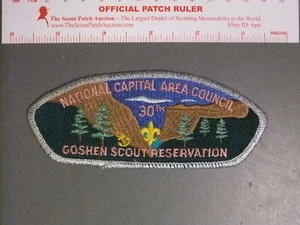 OFFICIAL PATCH RULER
The Scout Patch Auction – The Largest Dealer of Scouting Memorabilia in the World
www.TheScoutPatchAuction.com
NATIONAL CAPITAL AREA COUNCIL
30TH
GOSHEN SCOUT RESERVATION